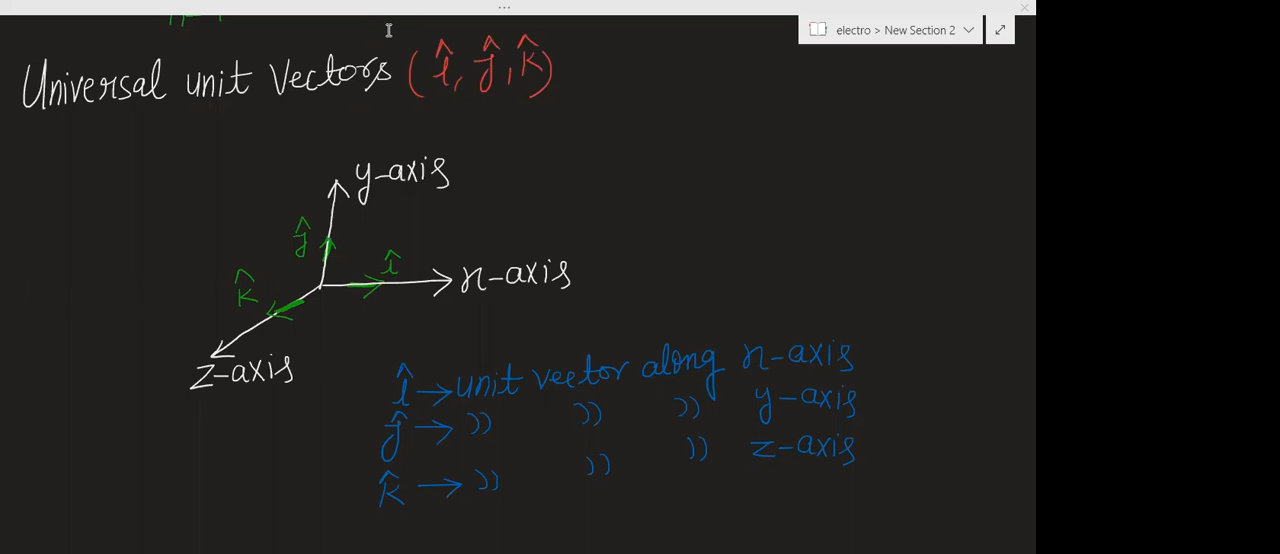 electro > New Section 2
Universal unit vectors (î, ĵ, k̂)
y-axis
ĵ
î
k̂
x-axis
z-axis
î → unit vector along x-axis
ĵ → )) )) )) y-axis
k̂ → )) )) )) z-axis